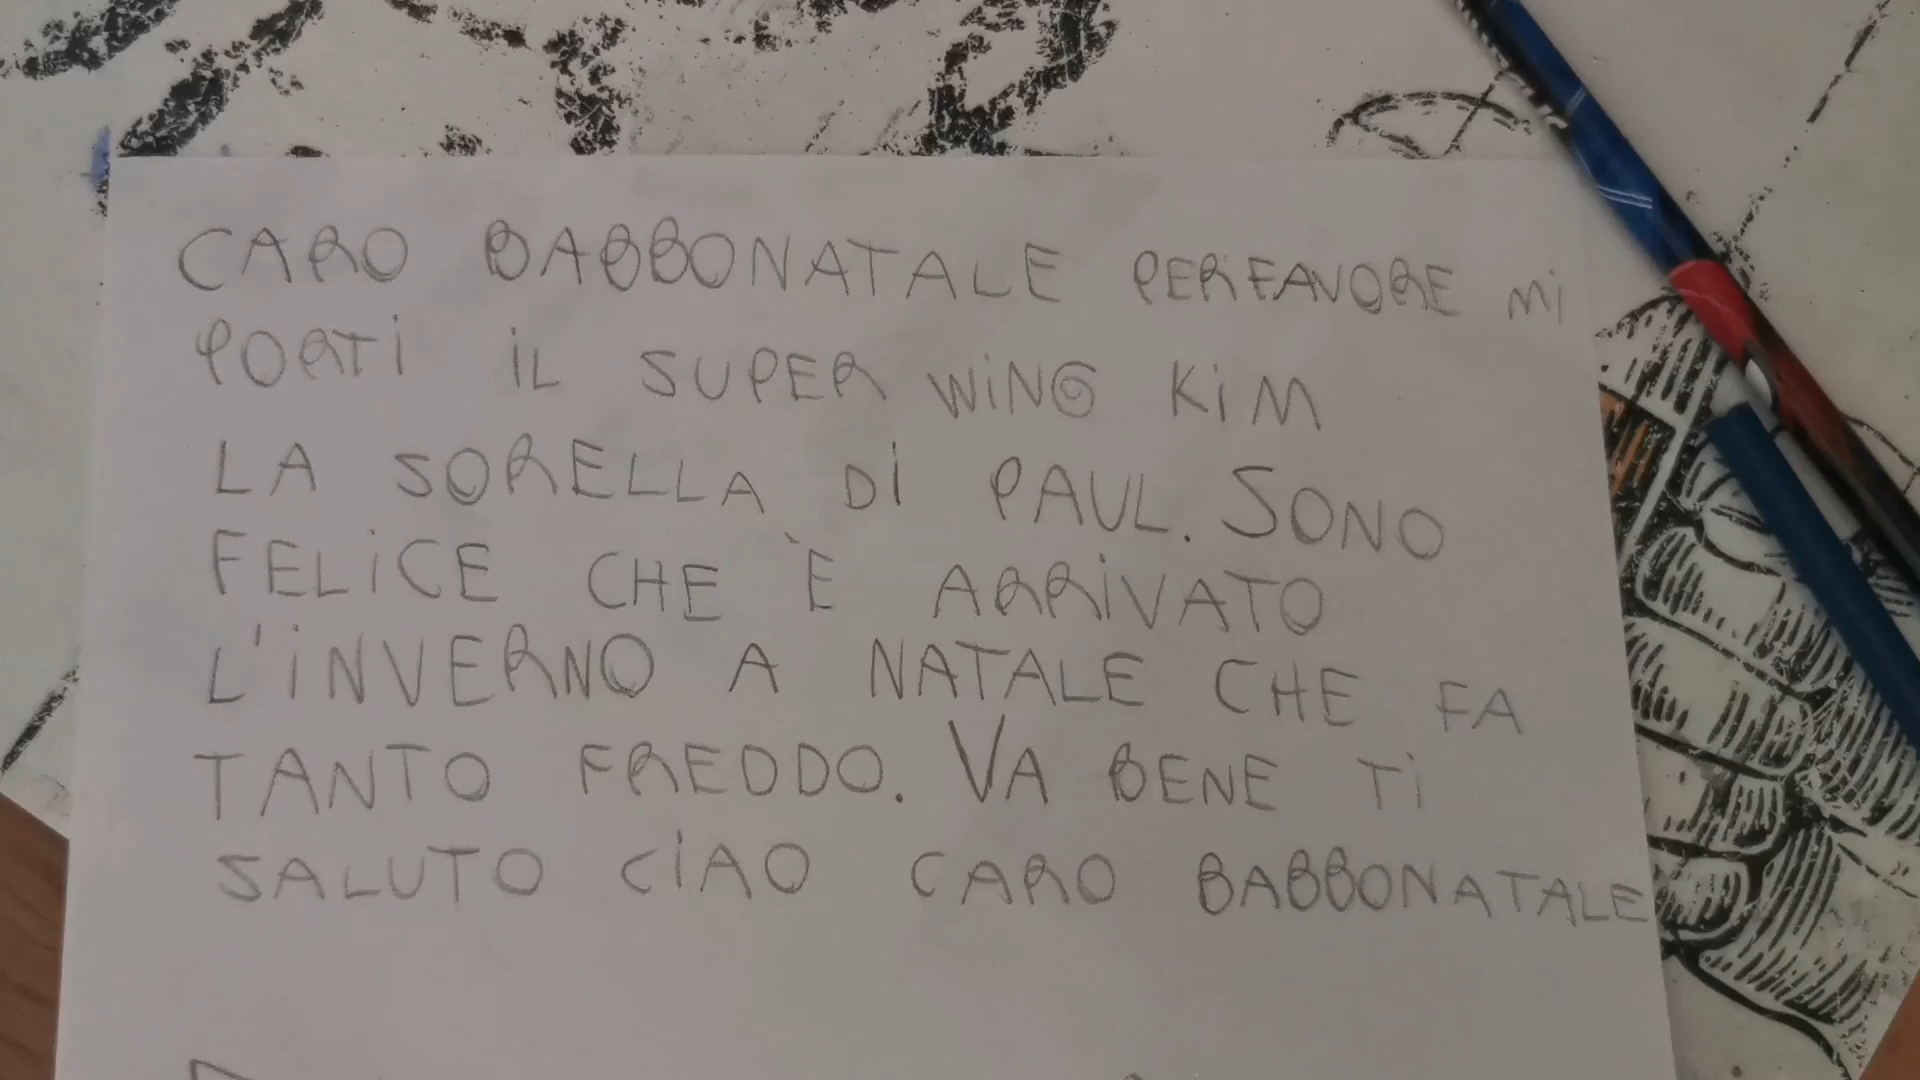 CARO BABBONATALE PERFAVORE Mi
PORTi iL SUPER WiNG KiM
LA SORELLA Di PAUL. SONO
FELiCE CHE È ARRiVATO
L'iNVERNO A NATALE CHE FA
TANTO FREDDO. VA BENE Ti
SALUTO CiAO CARO BABBONATALE